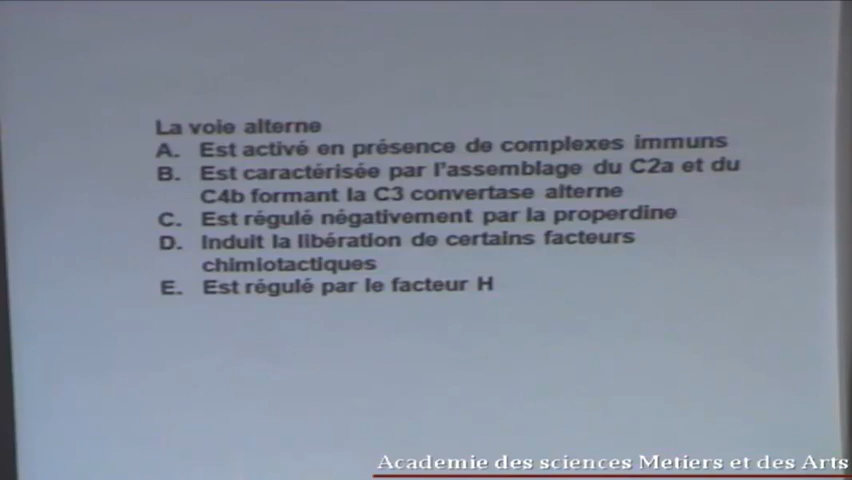 La voie alterne
A. Est activé en présence de complexes immuns
B. Est caractérisée par l'assemblage du C2a et du
C4b formant la C3 convertase alterne
C. Est régulé négativement par la properdine
D. Induit la libération de certains facteurs
chimiotactiques
E. Est régulé par le facteur H
Academie des sciences Metiers et des Arts